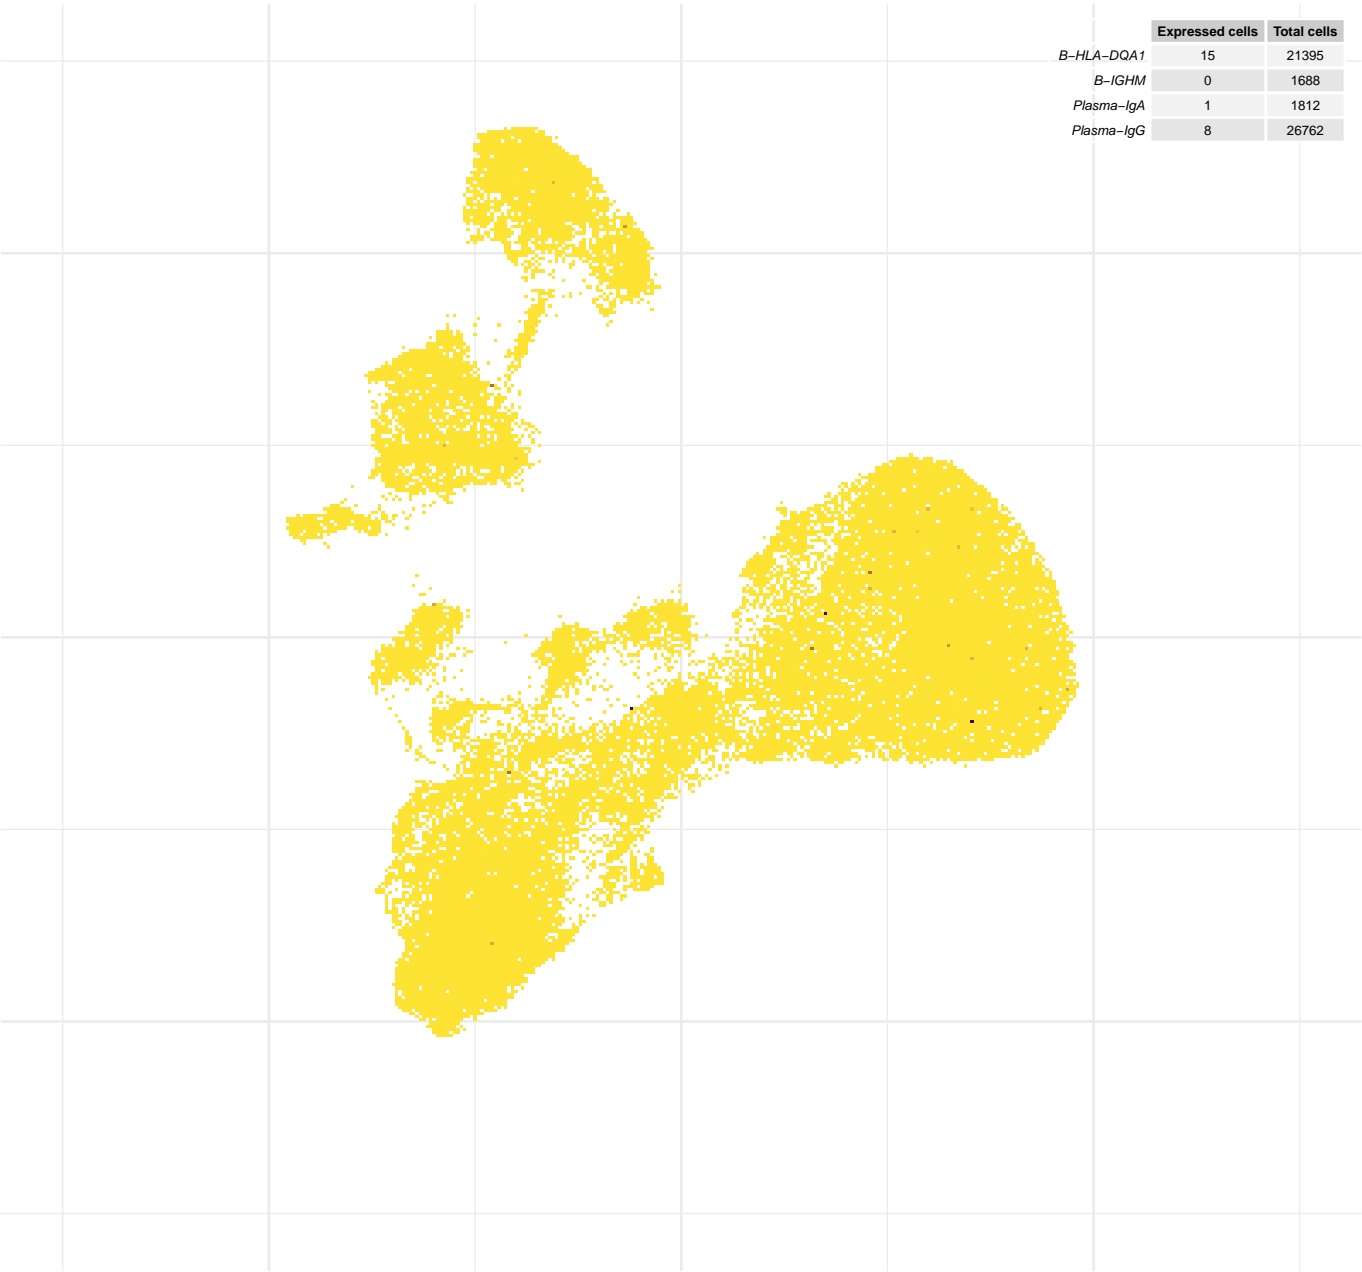 Expressed cells Total cells
B−HLA−DQA1 15 21395
B−IGHM 0 1688
Plasma−IgA 1 1812
Plasma−IgG 8 26762